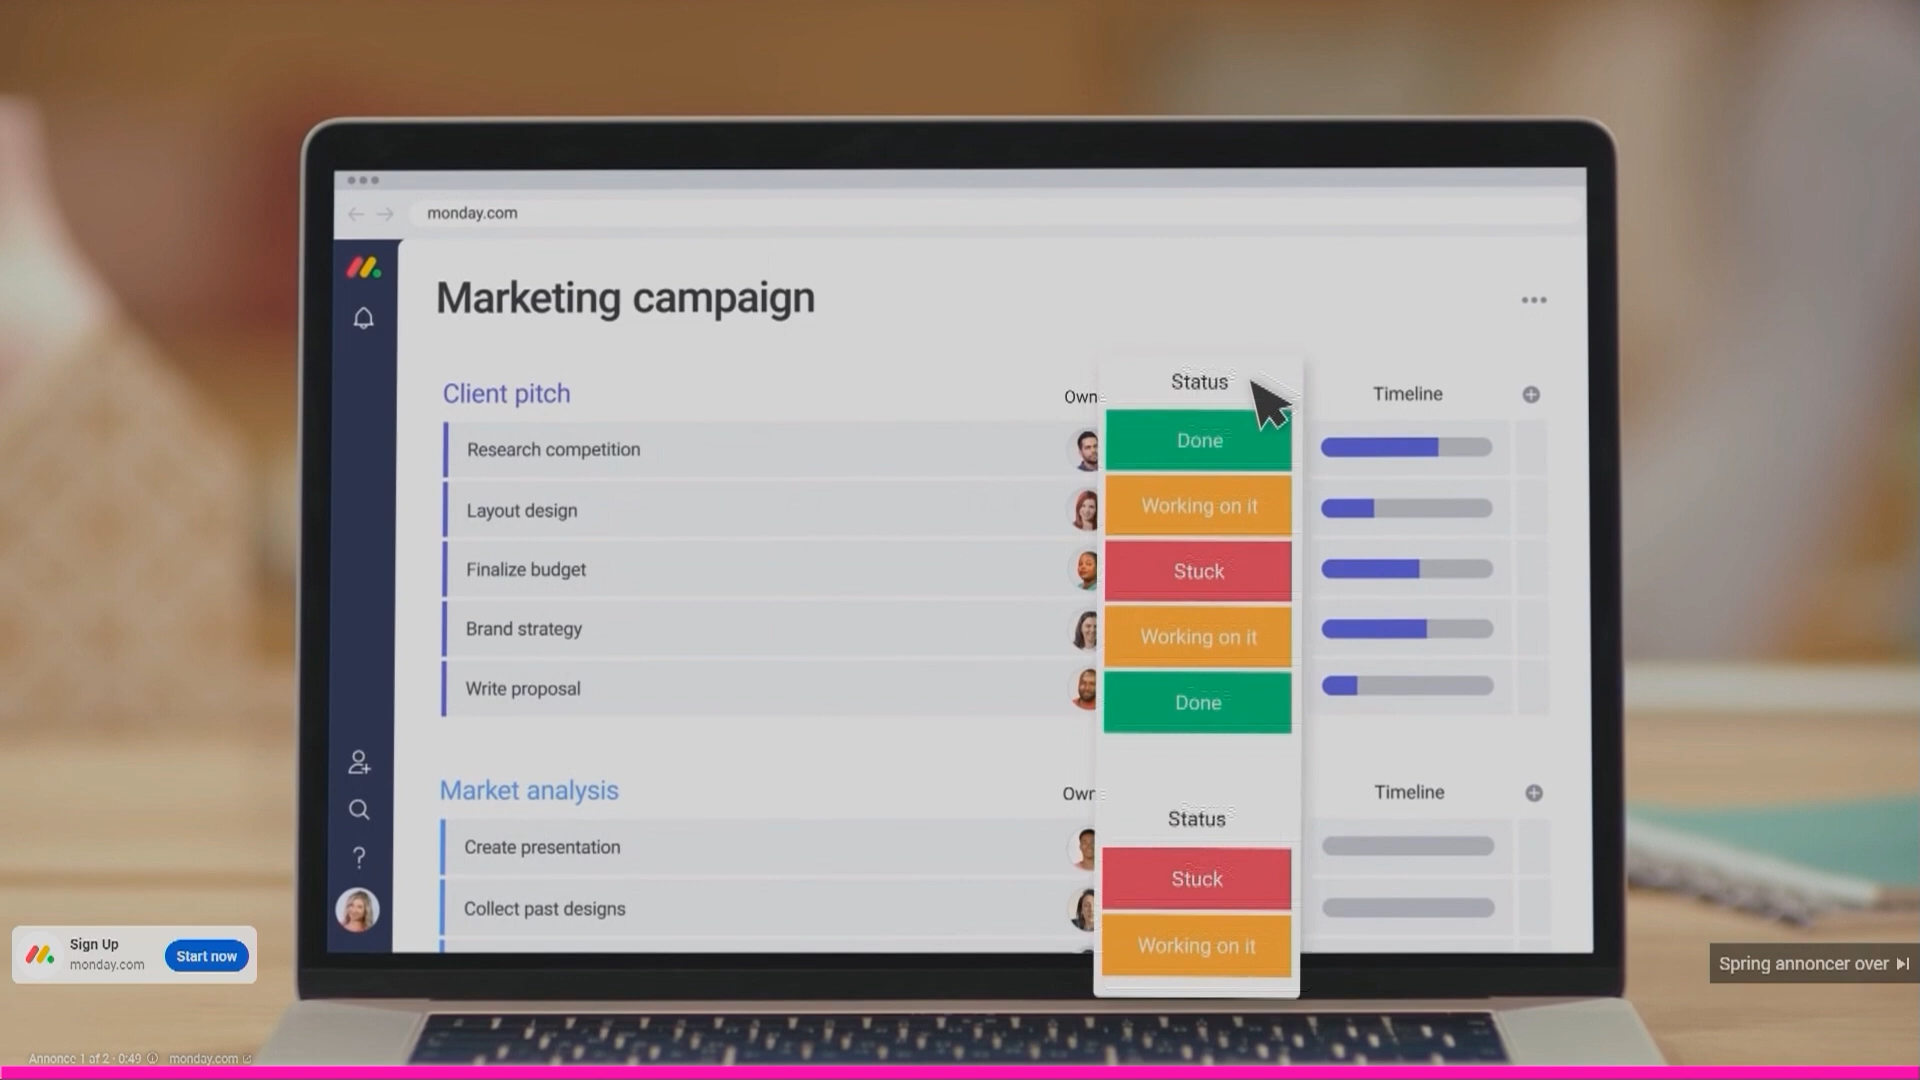 monday.com
Marketing campaign
Client pitch
Own
Status
Timeline
Research competition
Done
Layout design
Working on it
Finalize budget
Stuck
Brand strategy
Working on it
Write proposal
Done
Market analysis
Own
Status
Timeline
Create presentation
Stuck
Collect past designs
Working on it
Sign Up
monday.com
Start now
Spring annoncer over
Annonce 1 af 2 · 0:49
monday.com